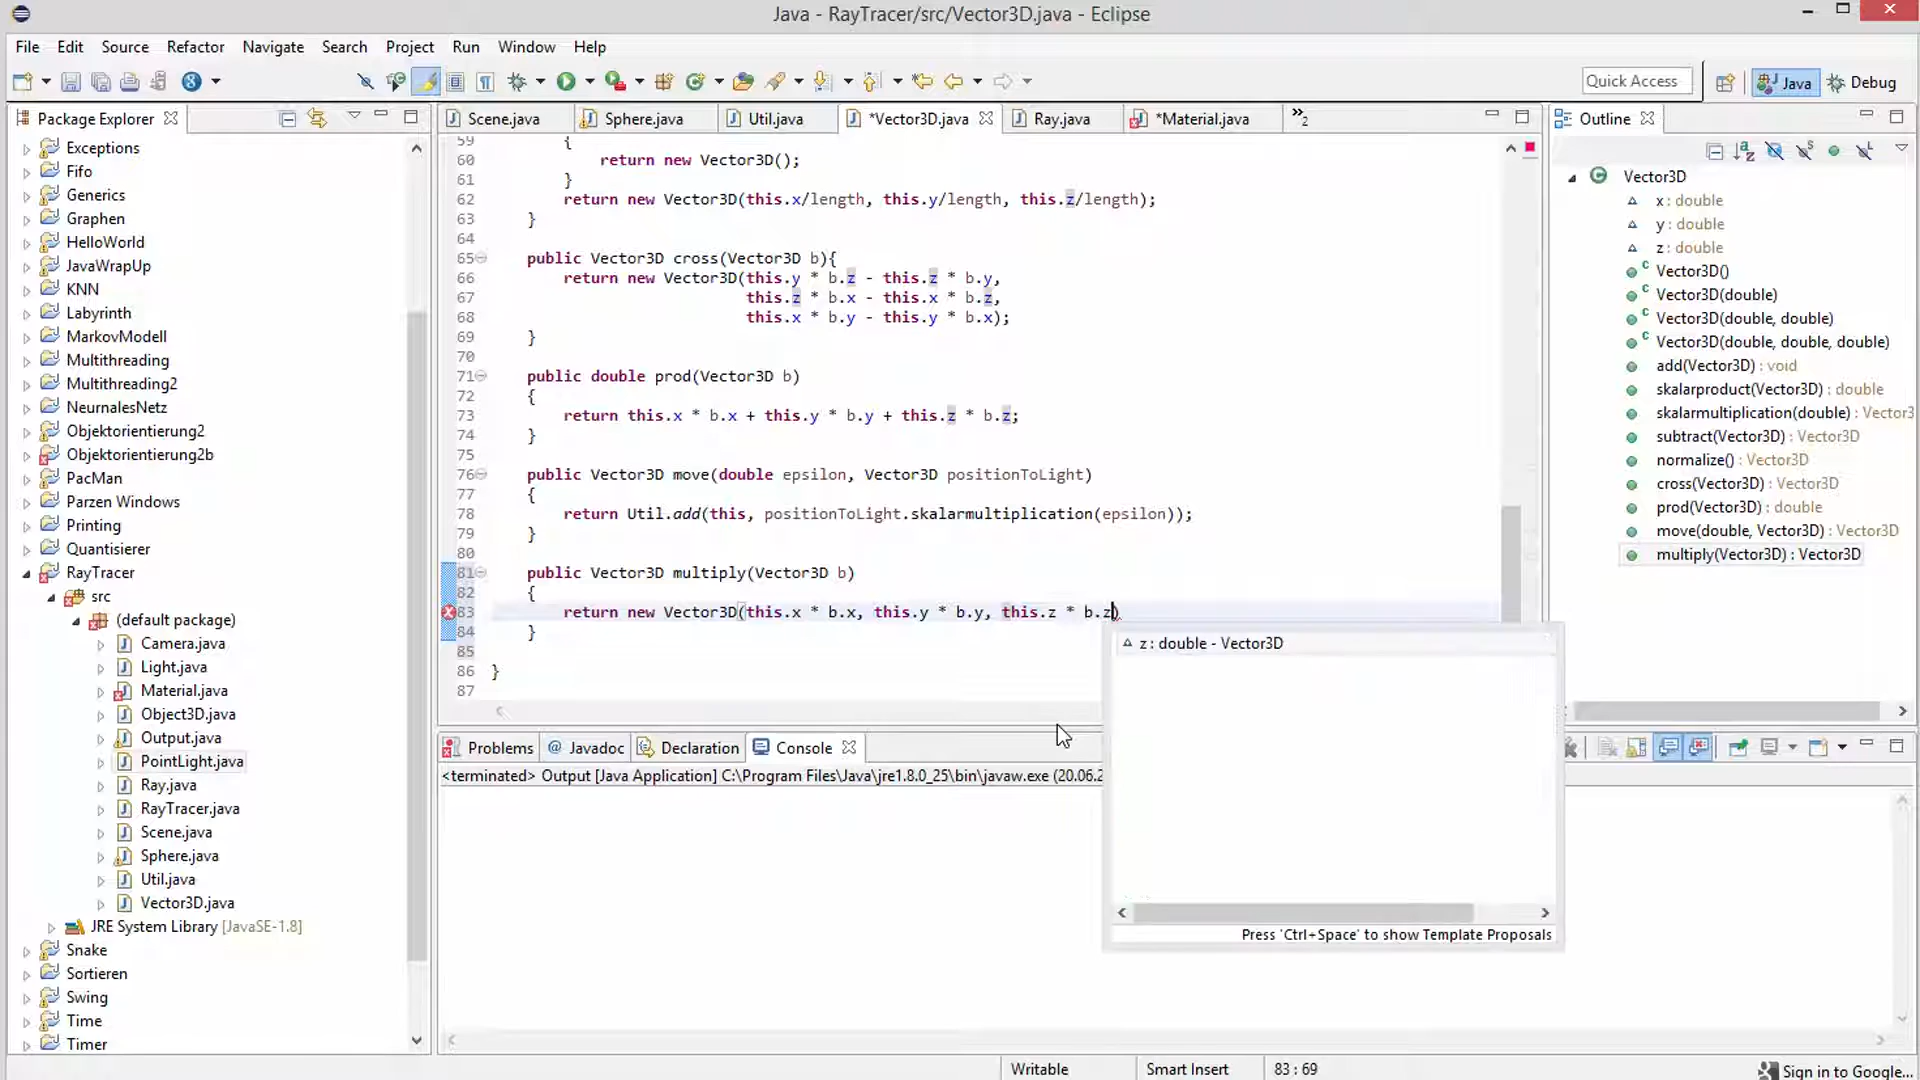 Java - RayTracer/src/Vector3D.java - Eclipse
File Edit Source Refactor Navigate Search Project Run Window Help
Quick Access Java Debug
Package Explorer
Exceptions
Fifo
Generics
Graphen
HelloWorld
JavaWrapUp
KNN
Labyrinth
MarkovModell
Multithreading
Multithreading2
NeurnalesNetz
Objektorientierung2
Objektorientierung2b
PacMan
Parzen Windows
Printing
Quantisierer
RayTracer
src
(default package)
Camera.java
Light.java
Material.java
Object3D.java
Output.java
PointLight.java
Ray.java
RayTracer.java
Scene.java
Sphere.java
Util.java
Vector3D.java
JRE System Library [JavaSE-1.8]
Snake
Sortieren
Swing
Time
Timer
Scene.java Sphere.java Util.java *Vector3D.java Ray.java *Material.java »2
59 {
60 return new Vector3D();
61 }
62 return new Vector3D(this.x/length, this.y/length, this.z/length);
63 }
64
65 public Vector3D cross(Vector3D b){
66 return new Vector3D(this.y * b.z - this.z * b.y,
67 this.z * b.x - this.x * b.z,
68 this.x * b.y - this.y * b.x);
69 }
70
71 public double prod(Vector3D b)
72 {
73 return this.x * b.x + this.y * b.y + this.z * b.z;
74 }
75
76 public Vector3D move(double epsilon, Vector3D positionToLight)
77 {
78 return Util.add(this, positionToLight.skalarmultiplication(epsilon));
79 }
80
81 public Vector3D multiply(Vector3D b)
82 {
83 return new Vector3D(this.x * b.x, this.y * b.y, this.z * b.z)
84 }
85
86 }
87
z : double - Vector3D
Press 'Ctrl+Space' to show Template Proposals
Outline
Vector3D
x : double
y : double
z : double
Vector3D()
Vector3D(double)
Vector3D(double, double)
Vector3D(double, double, double)
add(Vector3D) : void
skalarproduct(Vector3D) : double
skalarmultiplication(double) : Vector3
subtract(Vector3D) : Vector3D
normalize() : Vector3D
cross(Vector3D) : Vector3D
prod(Vector3D) : double
move(double, Vector3D) : Vector3D
multiply(Vector3D) : Vector3D
Problems @ Javadoc Declaration Console
<terminated> Output [Java Application] C:\Program Files\Java\jre1.8.0_25\bin\javaw.exe (20.06.2
Writable Smart Insert 83 : 69 Sign in to Google...